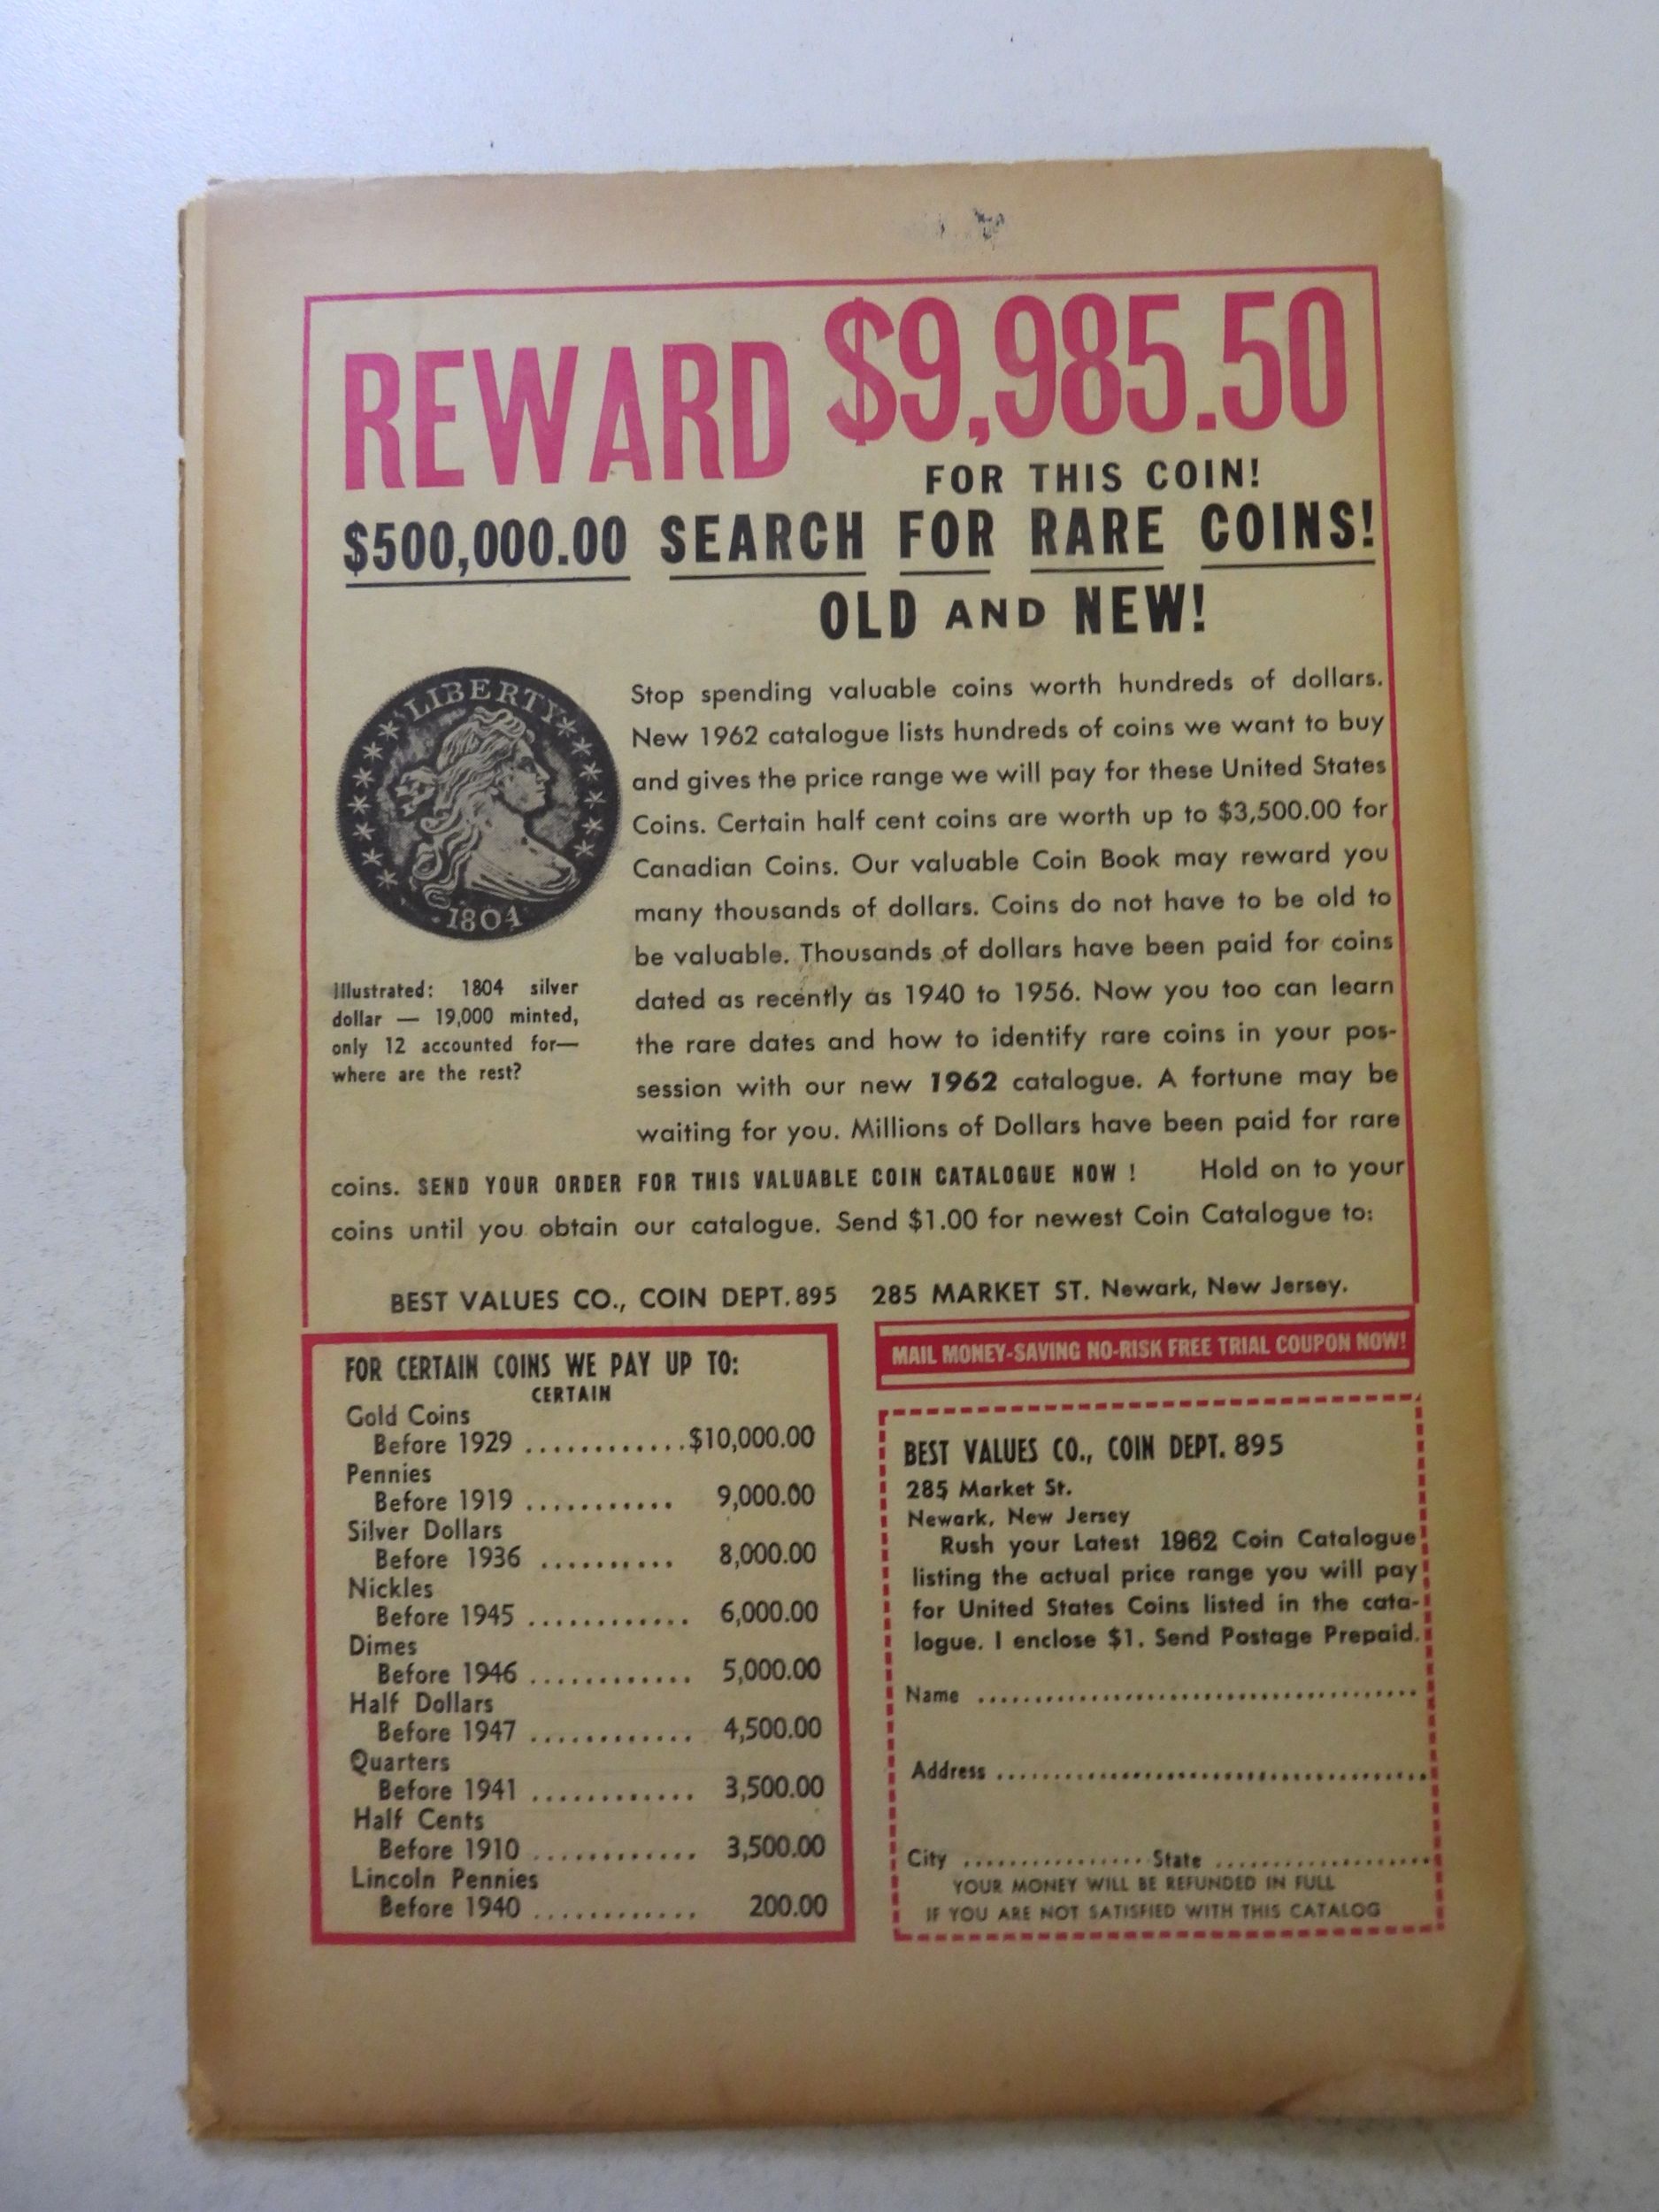 REWARD $9,985.50
FOR THIS COIN!
$500,000.00 SEARCH FOR RARE COINS!
OLD AND NEW!
LIBERTY
1804
Illustrated: 1804 silver
dollar — 19,000 minted,
only 12 accounted for—
where are the rest?
Stop spending valuable coins worth hundreds of dollars.
New 1962 catalogue lists hundreds of coins we want to buy
and gives the price range we will pay for these United States
Coins. Certain half cent coins are worth up to $3,500.00 for
Canadian Coins. Our valuable Coin Book may reward you
many thousands of dollars. Coins do not have to be old to
be valuable. Thousands of dollars have been paid for coins
dated as recently as 1940 to 1956. Now you too can learn
the rare dates and how to identify rare coins in your pos-
session with our new 1962 catalogue. A fortune may be
waiting for you. Millions of Dollars have been paid for rare
coins. SEND YOUR ORDER FOR THIS VALUABLE COIN CATALOGUE NOW ! Hold on to your
coins until you obtain our catalogue. Send $1.00 for newest Coin Catalogue to:
BEST VALUES CO., COIN DEPT. 895 285 MARKET ST. Newark, New Jersey.
FOR CERTAIN COINS WE PAY UP TO:
CERTAIN
Gold Coins
Before 1929 ............$10,000.00
Pennies
Before 1919 ........... 9,000.00
Silver Dollars
Before 1936 .......... 8,000.00
Nickles
Before 1945 ............ 6,000.00
Dimes
Before 1946 ............ 5,000.00
Half Dollars
Before 1947 ............ 4,500.00
Quarters
Before 1941 ............ 3,500.00
Half Cents
Before 1910 ............ 3,500.00
Lincoln Pennies
Before 1940 ............ 200.00
MAIL MONEY-SAVING NO-RISK FREE TRIAL COUPON NOW!
BEST VALUES CO., COIN DEPT. 895
285 Market St.
Newark, New Jersey
Rush your Latest 1962 Coin Catalogue
listing the actual price range you will pay
for United States Coins listed in the cata-
logue. I enclose $1. Send Postage Prepaid.
Name .......................................
Address ......................................
City ................ State ...................
YOUR MONEY WILL BE REFUNDED IN FULL
IF YOU ARE NOT SATISFIED WITH THIS CATALOG